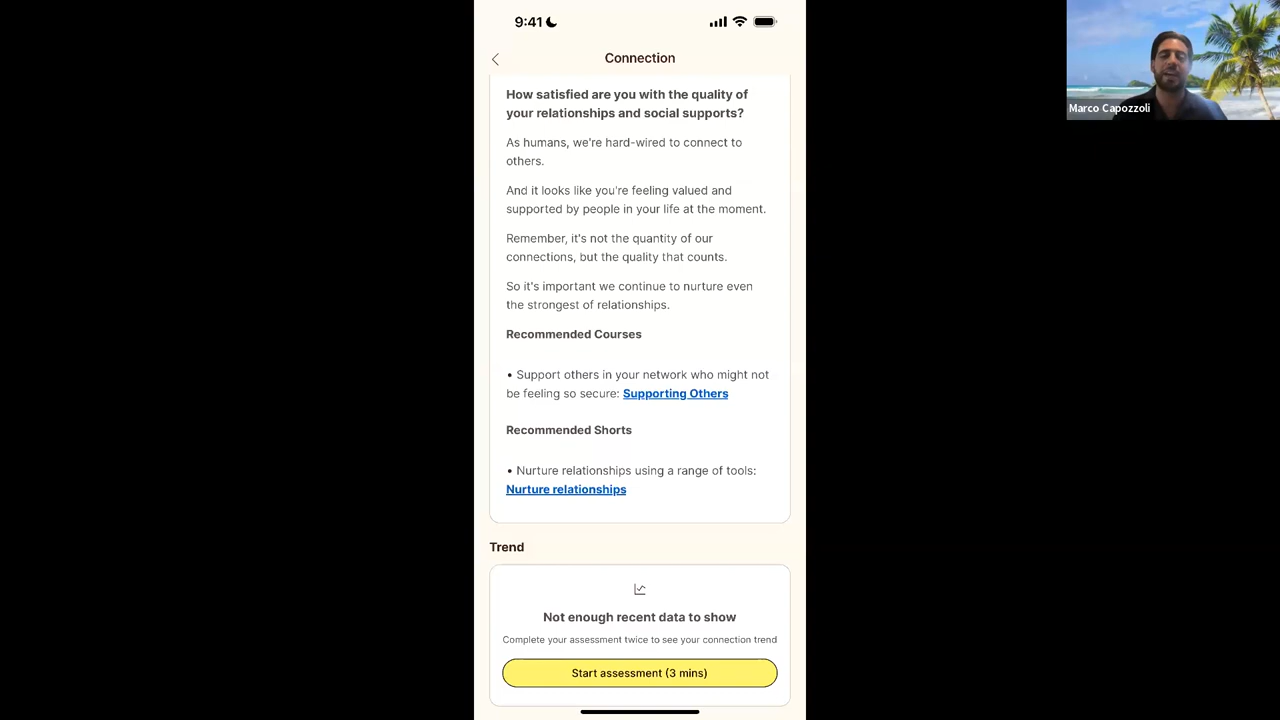 9:41
Connection
How satisfied are you with the quality of
your relationships and social supports?
As humans, we're hard-wired to connect to
others.
And it looks like you're feeling valued and
supported by people in your life at the moment.
Remember, it's not the quantity of our
connections, but the quality that counts.
So it's important we continue to nurture even
the strongest of relationships.
Recommended Courses
• Support others in your network who might not
be feeling so secure: Supporting Others
Recommended Shorts
• Nurture relationships using a range of tools:
Nurture relationships
Trend
Not enough recent data to show
Complete your assessment twice to see your connection trend
Start assessment (3 mins)
Marco Capozzoli